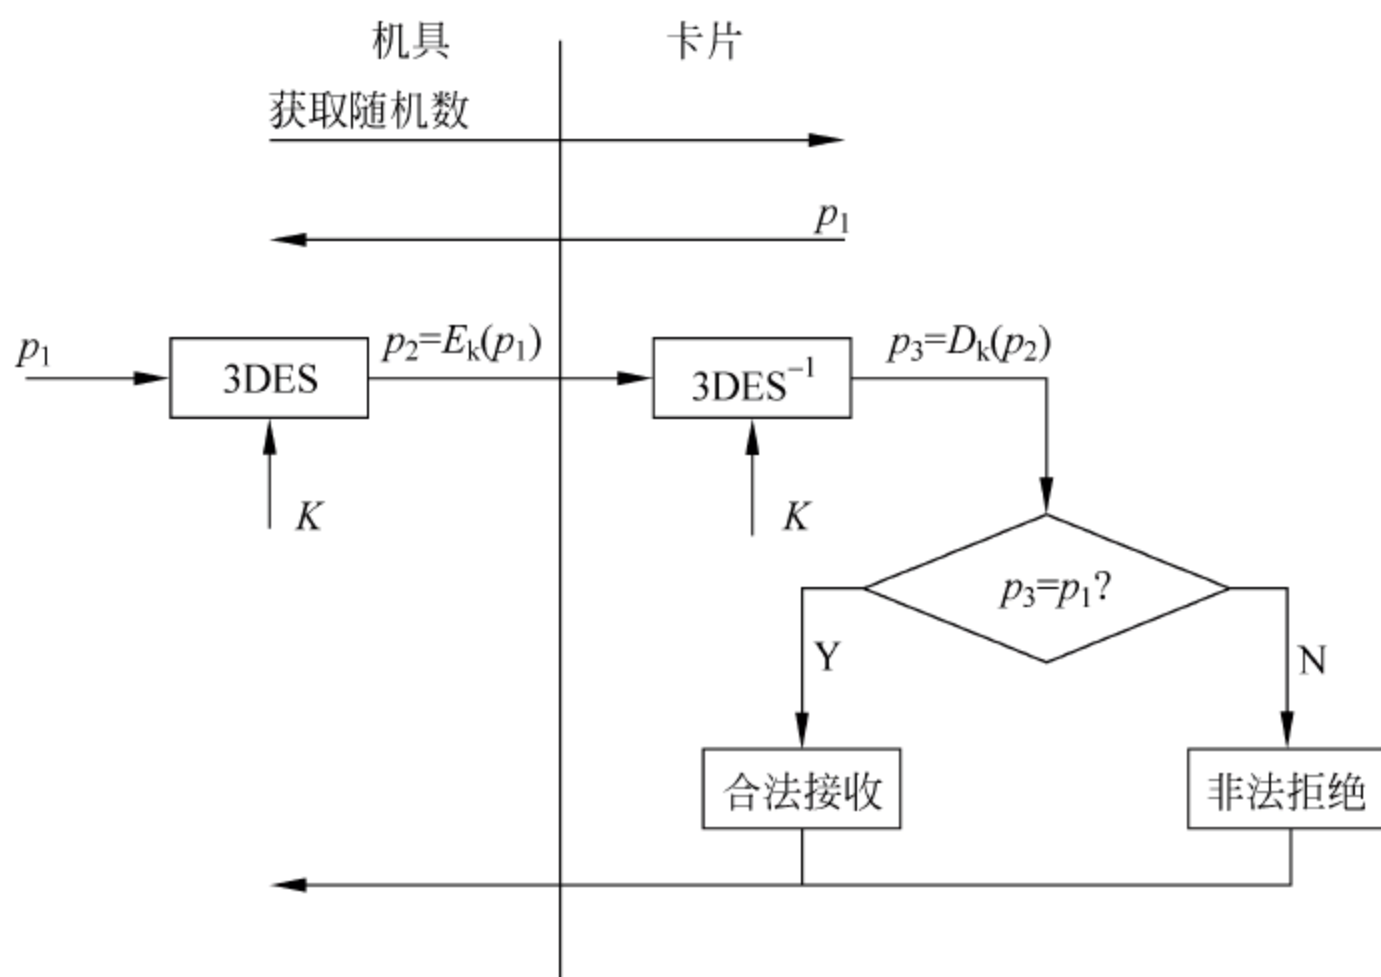 机具 卡片
获取随机数
p₁
p₁ 3DES p₂=Eₖ(p₁) 3DES⁻¹ p₃=Dₖ(p₂)
K K
p₃=p₁?
Y N
合法接收 非法拒绝